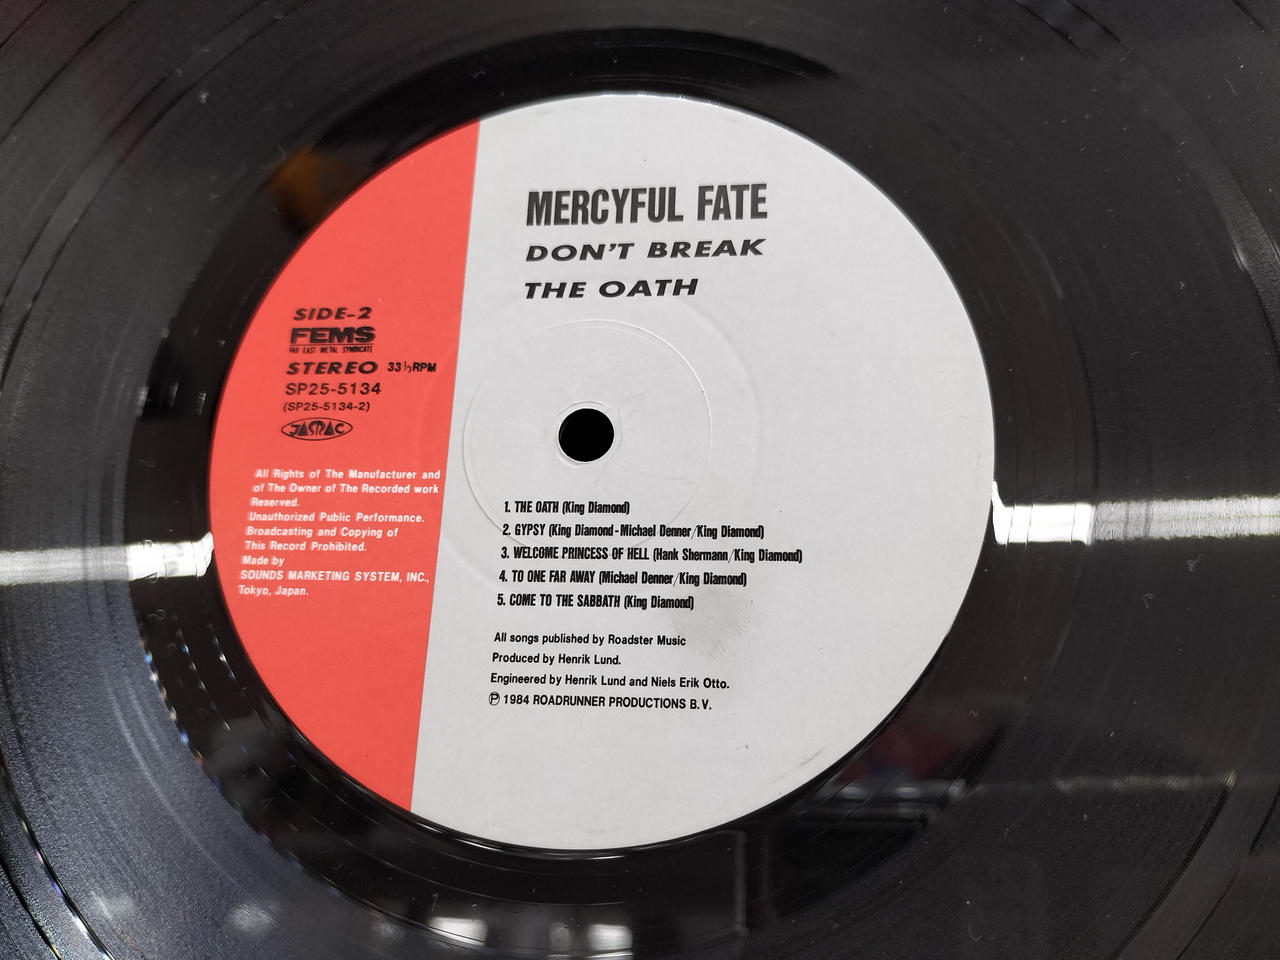 MERCYFUL FATE
DON'T BREAK
THE OATH
SIDE-2
FEMS
FAR EAST METAL SYNDICATE
STEREO 33⅓RPM
SP25-5134
(SP25-5134-2)
JASRAC
All Rights of The Manufacturer and
of The Owner of The Recorded work
Reserved.
Unauthorized Public Performance.
Broadcasting and Copying of
This Record Prohibited.
Made by
SOUNDS MARKETING SYSTEM, INC.,
Tokyo, Japan.
1. THE OATH (King Diamond)
2. GYPSY (King Diamond-Michael Denner/King Diamond)
3. WELCOME PRINCESS OF HELL (Hank Shermann/King Diamond)
4. TO ONE FAR AWAY (Michael Denner/King Diamond)
5. COME TO THE SABBATH (King Diamond)
All songs published by Roadster Music
Produced by Henrik Lund.
Engineered by Henrik Lund and Niels Erik Otto.
℗ 1984 ROADRUNNER PRODUCTIONS B.V.